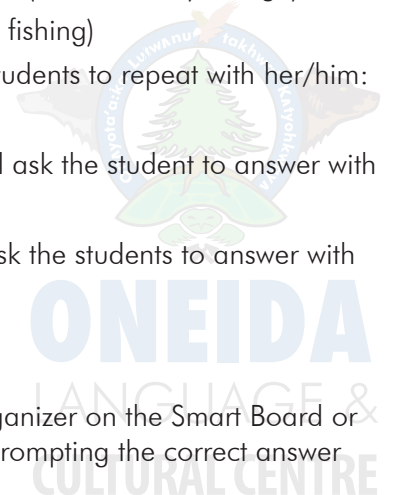 fishing)
tudents to repeat with her/him:
ask the student to answer with
sk the students to answer with
ONEIDA
LANGUAGE &
ganizer on the Smart Board or
rompting the correct answer
CULTURAL CENTRE